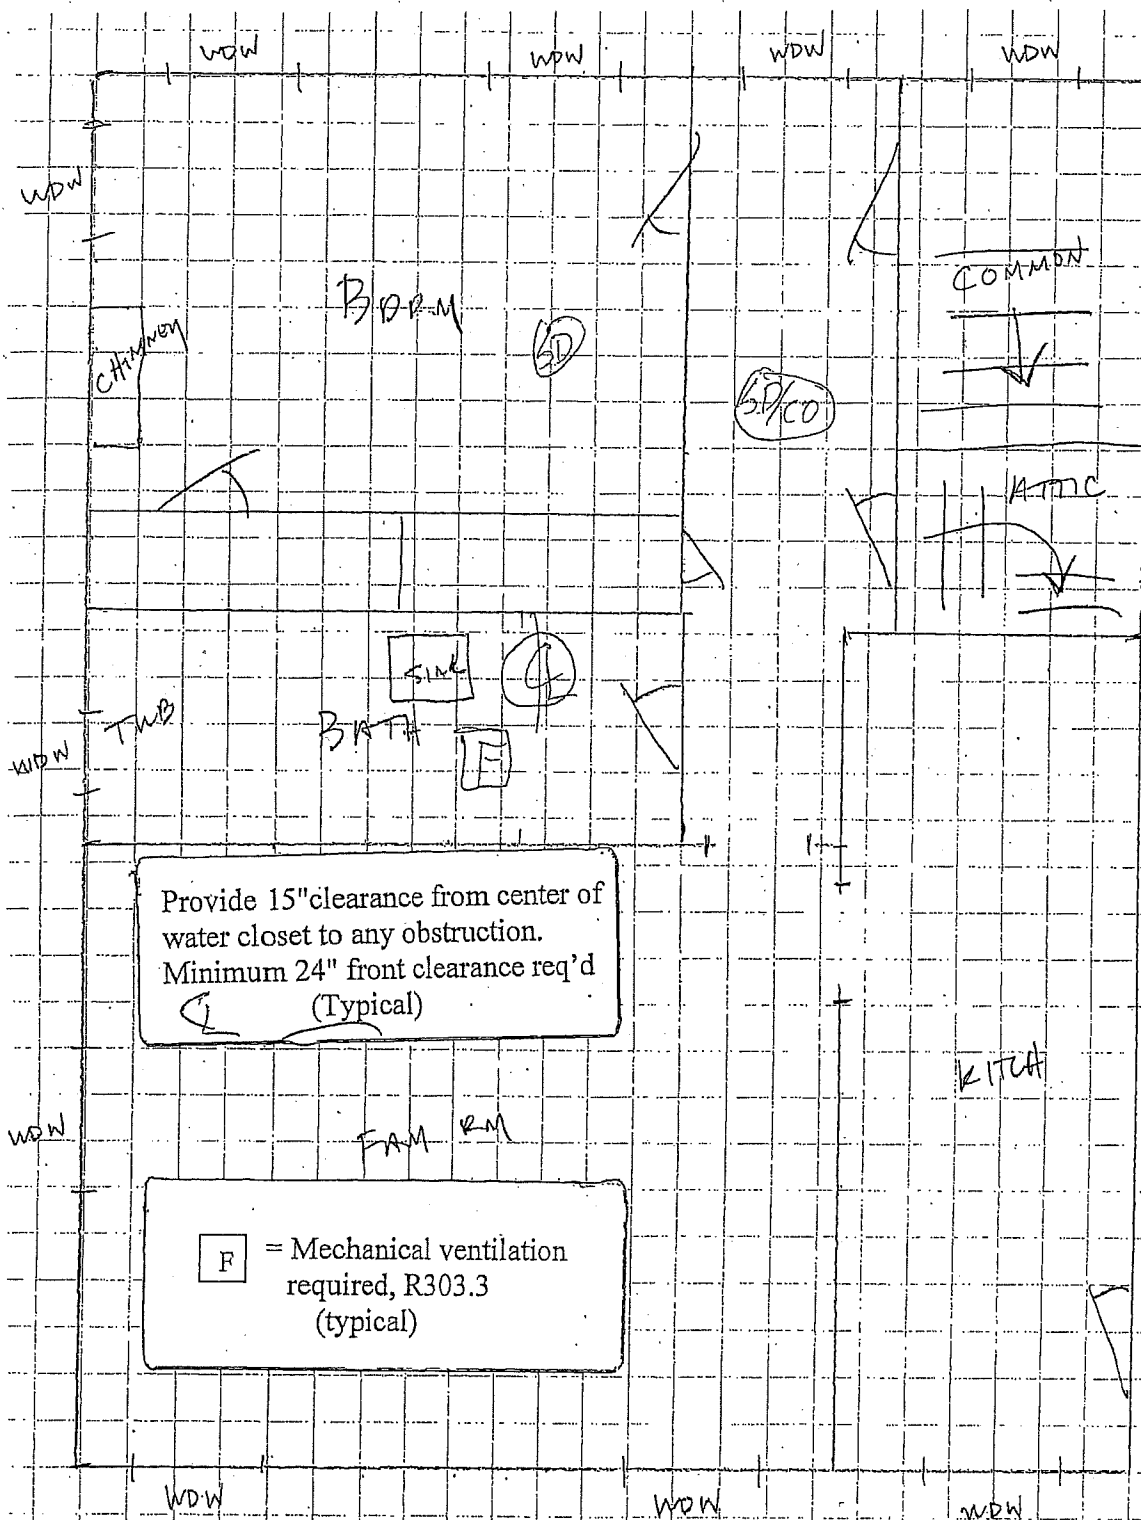 WDW
WDW
WDW
WDW
WDW
COMMON
BDRM
CHIMNEY
SD
SD/CO
ATTIC
SINK
TUB
BATH
F
WDW
Provide 15"clearance from center of
water closet to any obstruction.
Minimum 24" front clearance req'd
(Typical)
KITCH
WDW
FAM RM
F = Mechanical ventilation
required, R303.3
(typical)
WDW
WDW
WDW